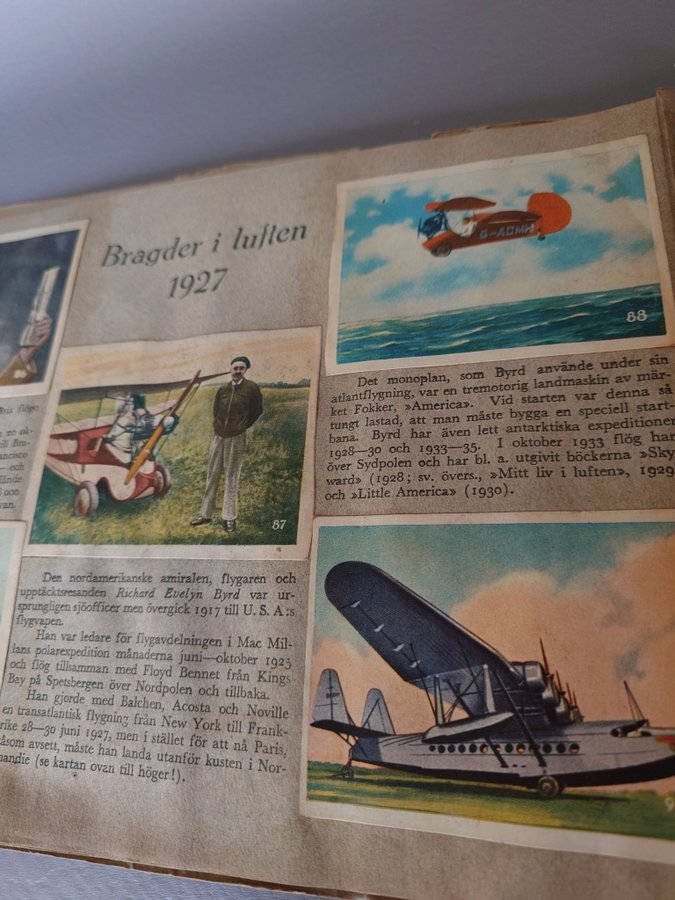 Bragder i luften
1927
G-ACMH
88
87
Den nordamerikanske amiralen, flygaren och
upptäcktsresanden Richard Evelyn Byrd var ur-
sprungligen sjöofficer men övergick 1917 till U. S. A:s
flygvapen.
Han var ledare för flygavdelningen i Mac Mil-
lans polarexpedition månaderna juni—oktober 1925
och flög tillsamman med Floyd Bennet från Kings
Bay på Spetsbergen över Nordpolen och tillbaka.
Han gjorde med Balchen, Acosta och Noville
en transatlantisk flygning från New York till Frank-
rike 28—30 juni 1927, men i stället för att nå Paris,
såsom avsett, måste han landa utanför kusten i Nor-
mandie (se kartan ovan till höger!).
Det monoplan, som Byrd använde under sin
atlantflygning, var en tremotorig landmaskin av mär-
ket Fokker, »America». Vid starten var denna så
tungt lastad, att man måste bygga en speciell start-
bana. Byrd har även lett antarktiska expeditioner
1928—30 och 1933—35. I oktober 1933 flög han
över Sydpolen och har bl. a. utgivit böckerna »Sky
ward» (1928; sv. övers., »Mitt liv i luften», 1929
och »Little America» (1930).